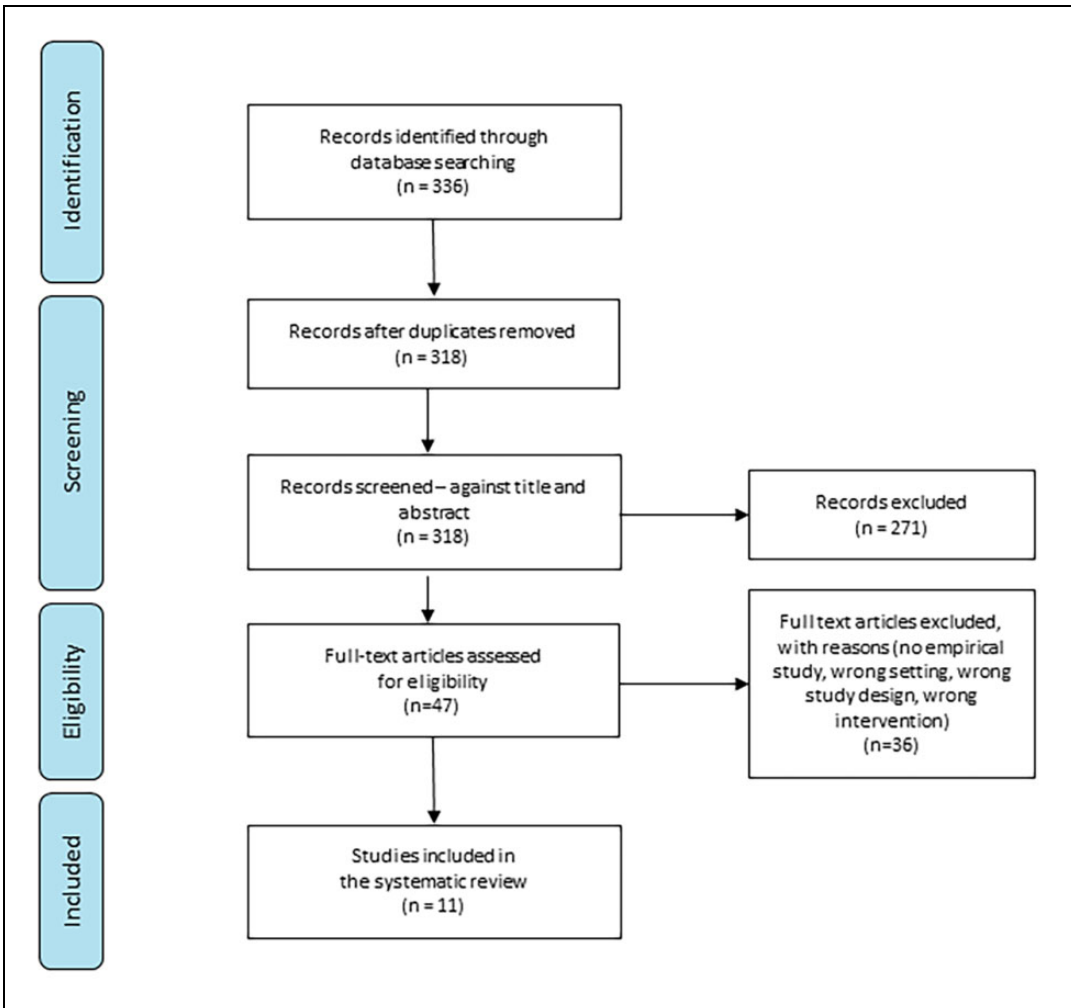 Identification
Records identified through
database searching
(n = 336)
Screening
Records after duplicates removed
(n = 318)
Records screened – against title and
abstract
(n = 318)
Records excluded
(n = 271)
Eligibility
Full-text articles assessed
for eligibility
(n=47)
Full text articles excluded,
with reasons (no empirical
study, wrong setting, wrong
study design, wrong
intervention)
(n=36)
Included
Studies included in
the systematic review
(n = 11)